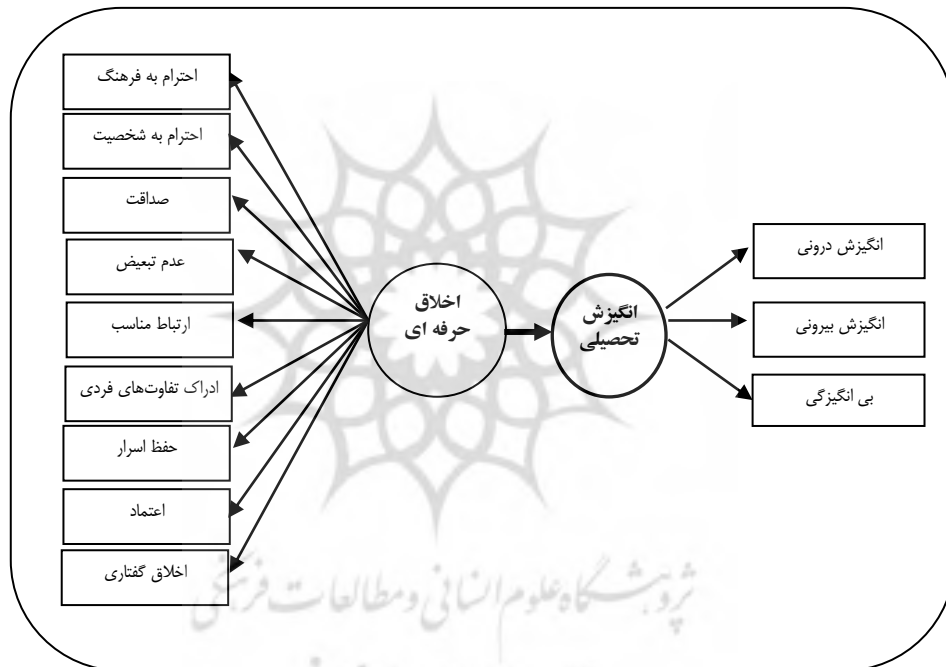 احترام به فرهنگ
احترام به شخصیت
صداقت
عدم تبعیض
ارتباط مناسب
ادراک تفاوت‌های فردی
حفظ اسرار
اعتماد
اخلاق گفتاری
اخلاق
حرفه ای
انگیزش
تحصیلی
انگیزش درونی
انگیزش بیرونی
بی انگیزگی
پژوهشگاه علوم انسانی و مطالعات فرهنگی